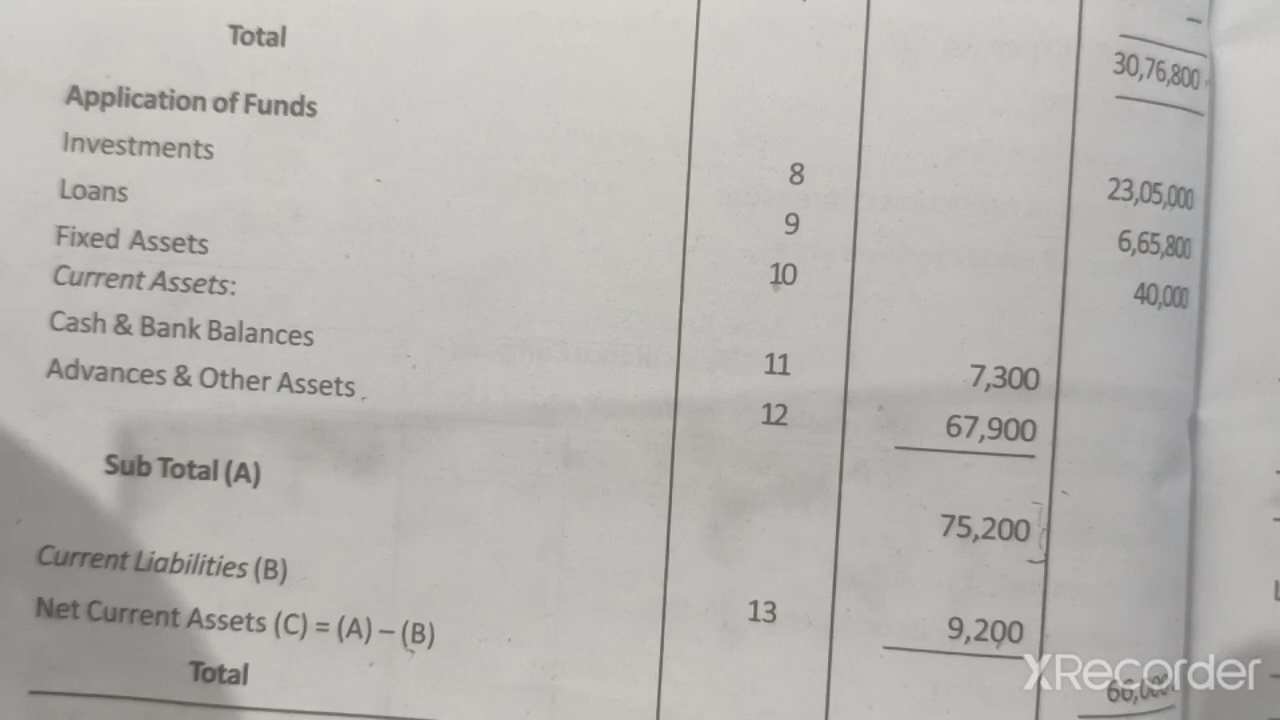 Total
30,76,800
Application of Funds
Investments 8 23,05,000
Loans 9 6,65,800
Fixed Assets 10 40,000
Current Assets:
Cash & Bank Balances 11 7,300
Advances & Other Assets 12 67,900
Sub Total (A) 75,200
Current Liabilities (B) 13 9,200
Net Current Assets (C) = (A) – (B) 66,000
Total
XRecorder